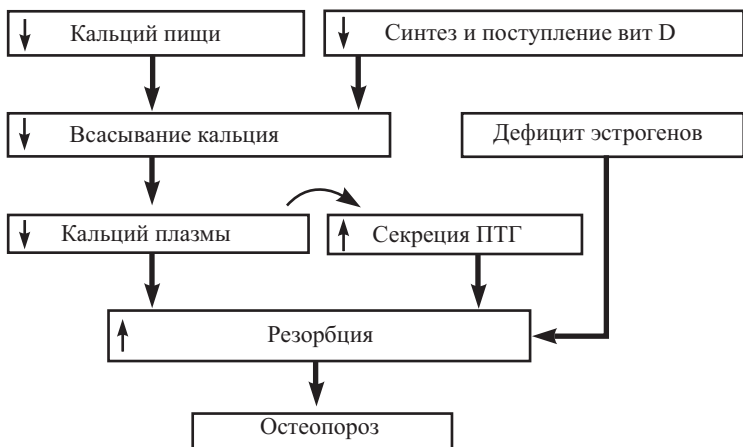 Кальций пищи
Синтез и поступление вит D
Всасывание кальция
Дефицит эстрогенов
Кальций плазмы
Секреция ПТГ
Резорбция
Остеопороз